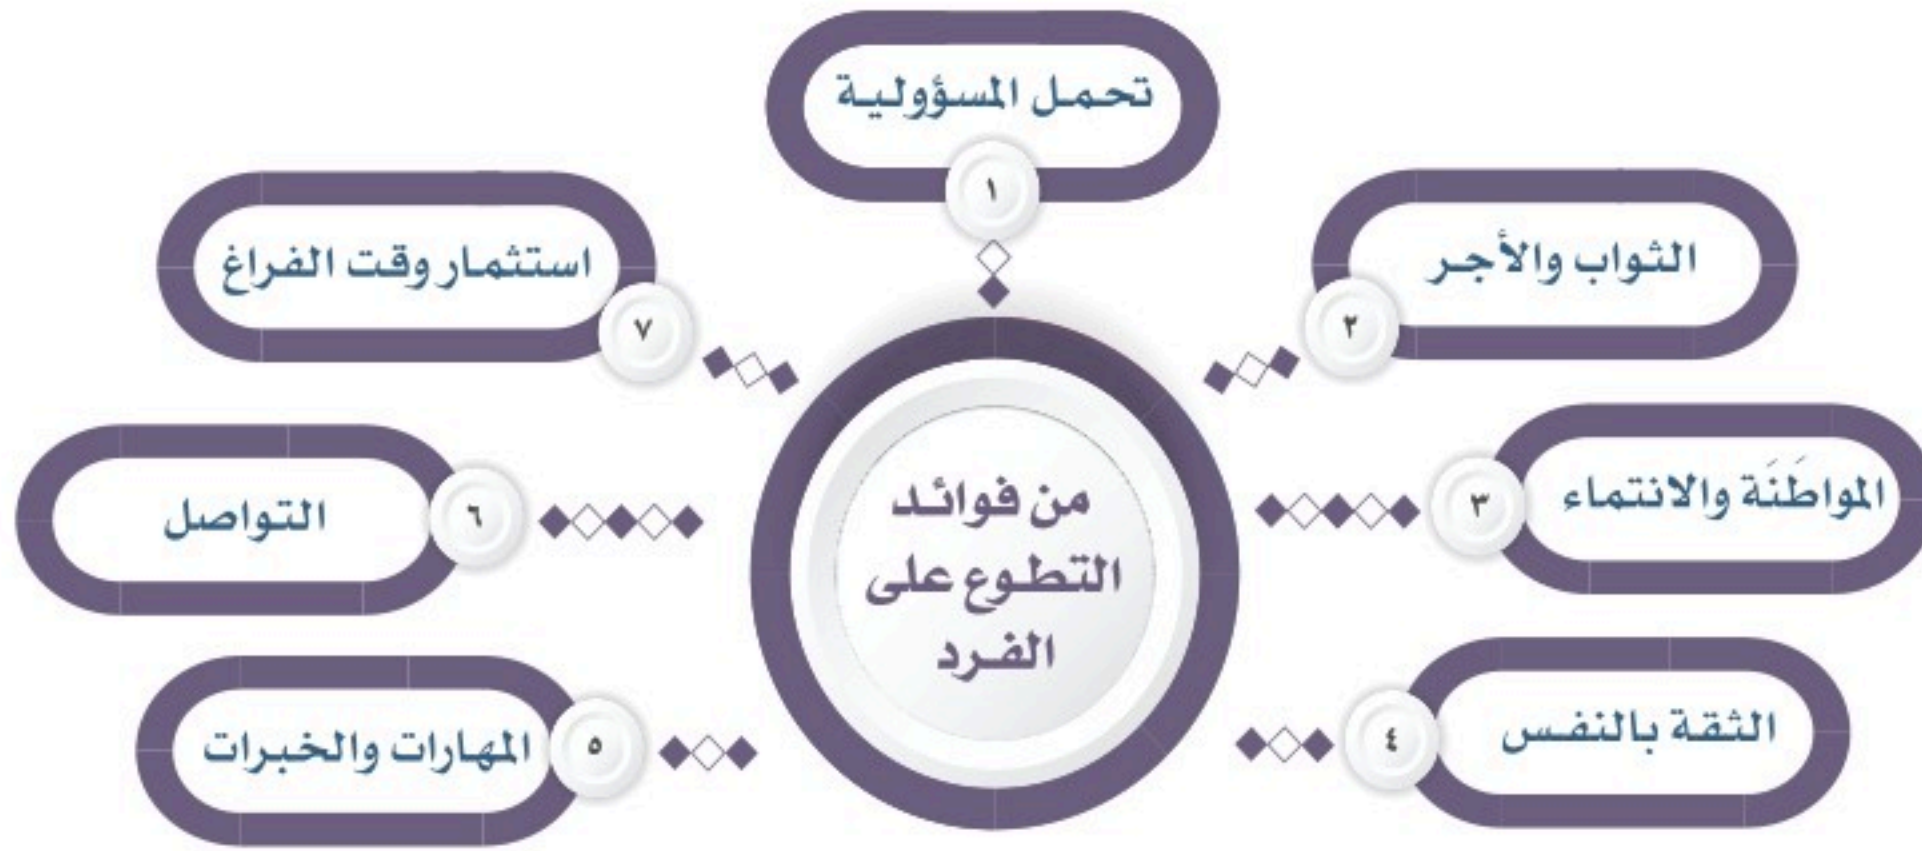 من فوائد
التطوع على
الفرد
تحمل المسؤولية
١
الثواب والأجر
٢
المواطَنَة والانتماء
٣
الثقة بالنفس
٤
المهارات والخبرات
٥
التواصل
٦
استثمار وقت الفراغ
٧